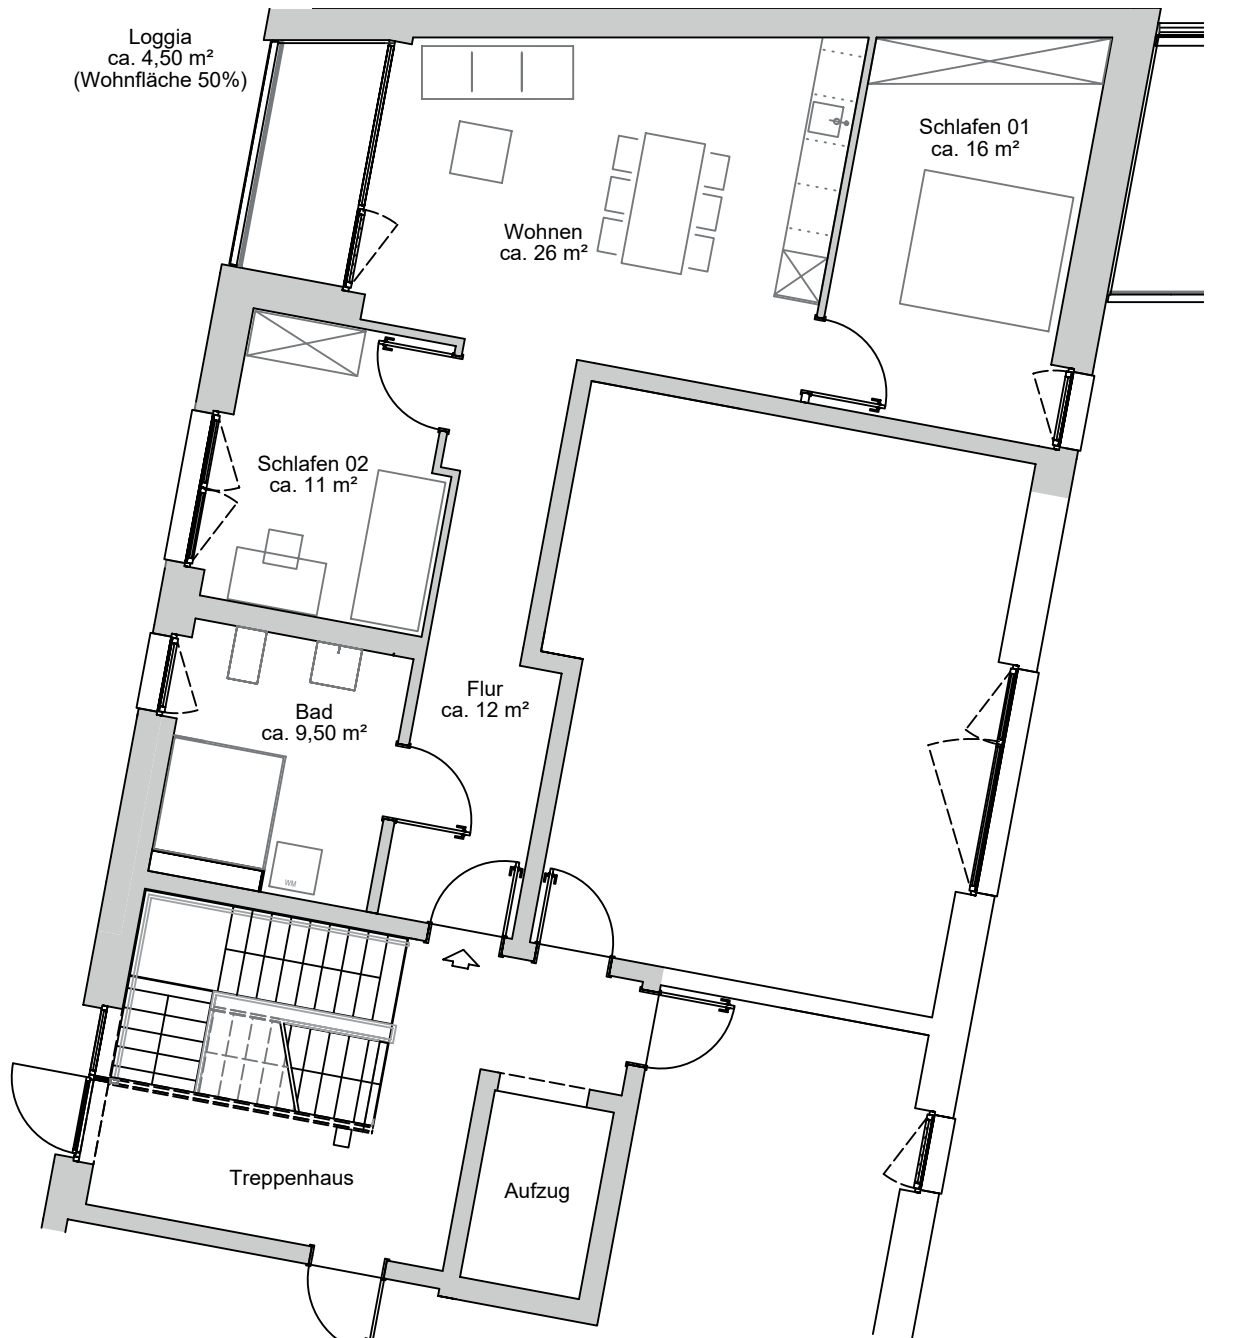 Loggia
ca. 4,50 m²
(Wohnfläche 50%)
Schlafen 01
ca. 16 m²
Wohnen
ca. 26 m²
Schlafen 02
ca. 11 m²
Flur
ca. 12 m²
Bad
ca. 9,50 m²
WM
Treppenhaus
Aufzug